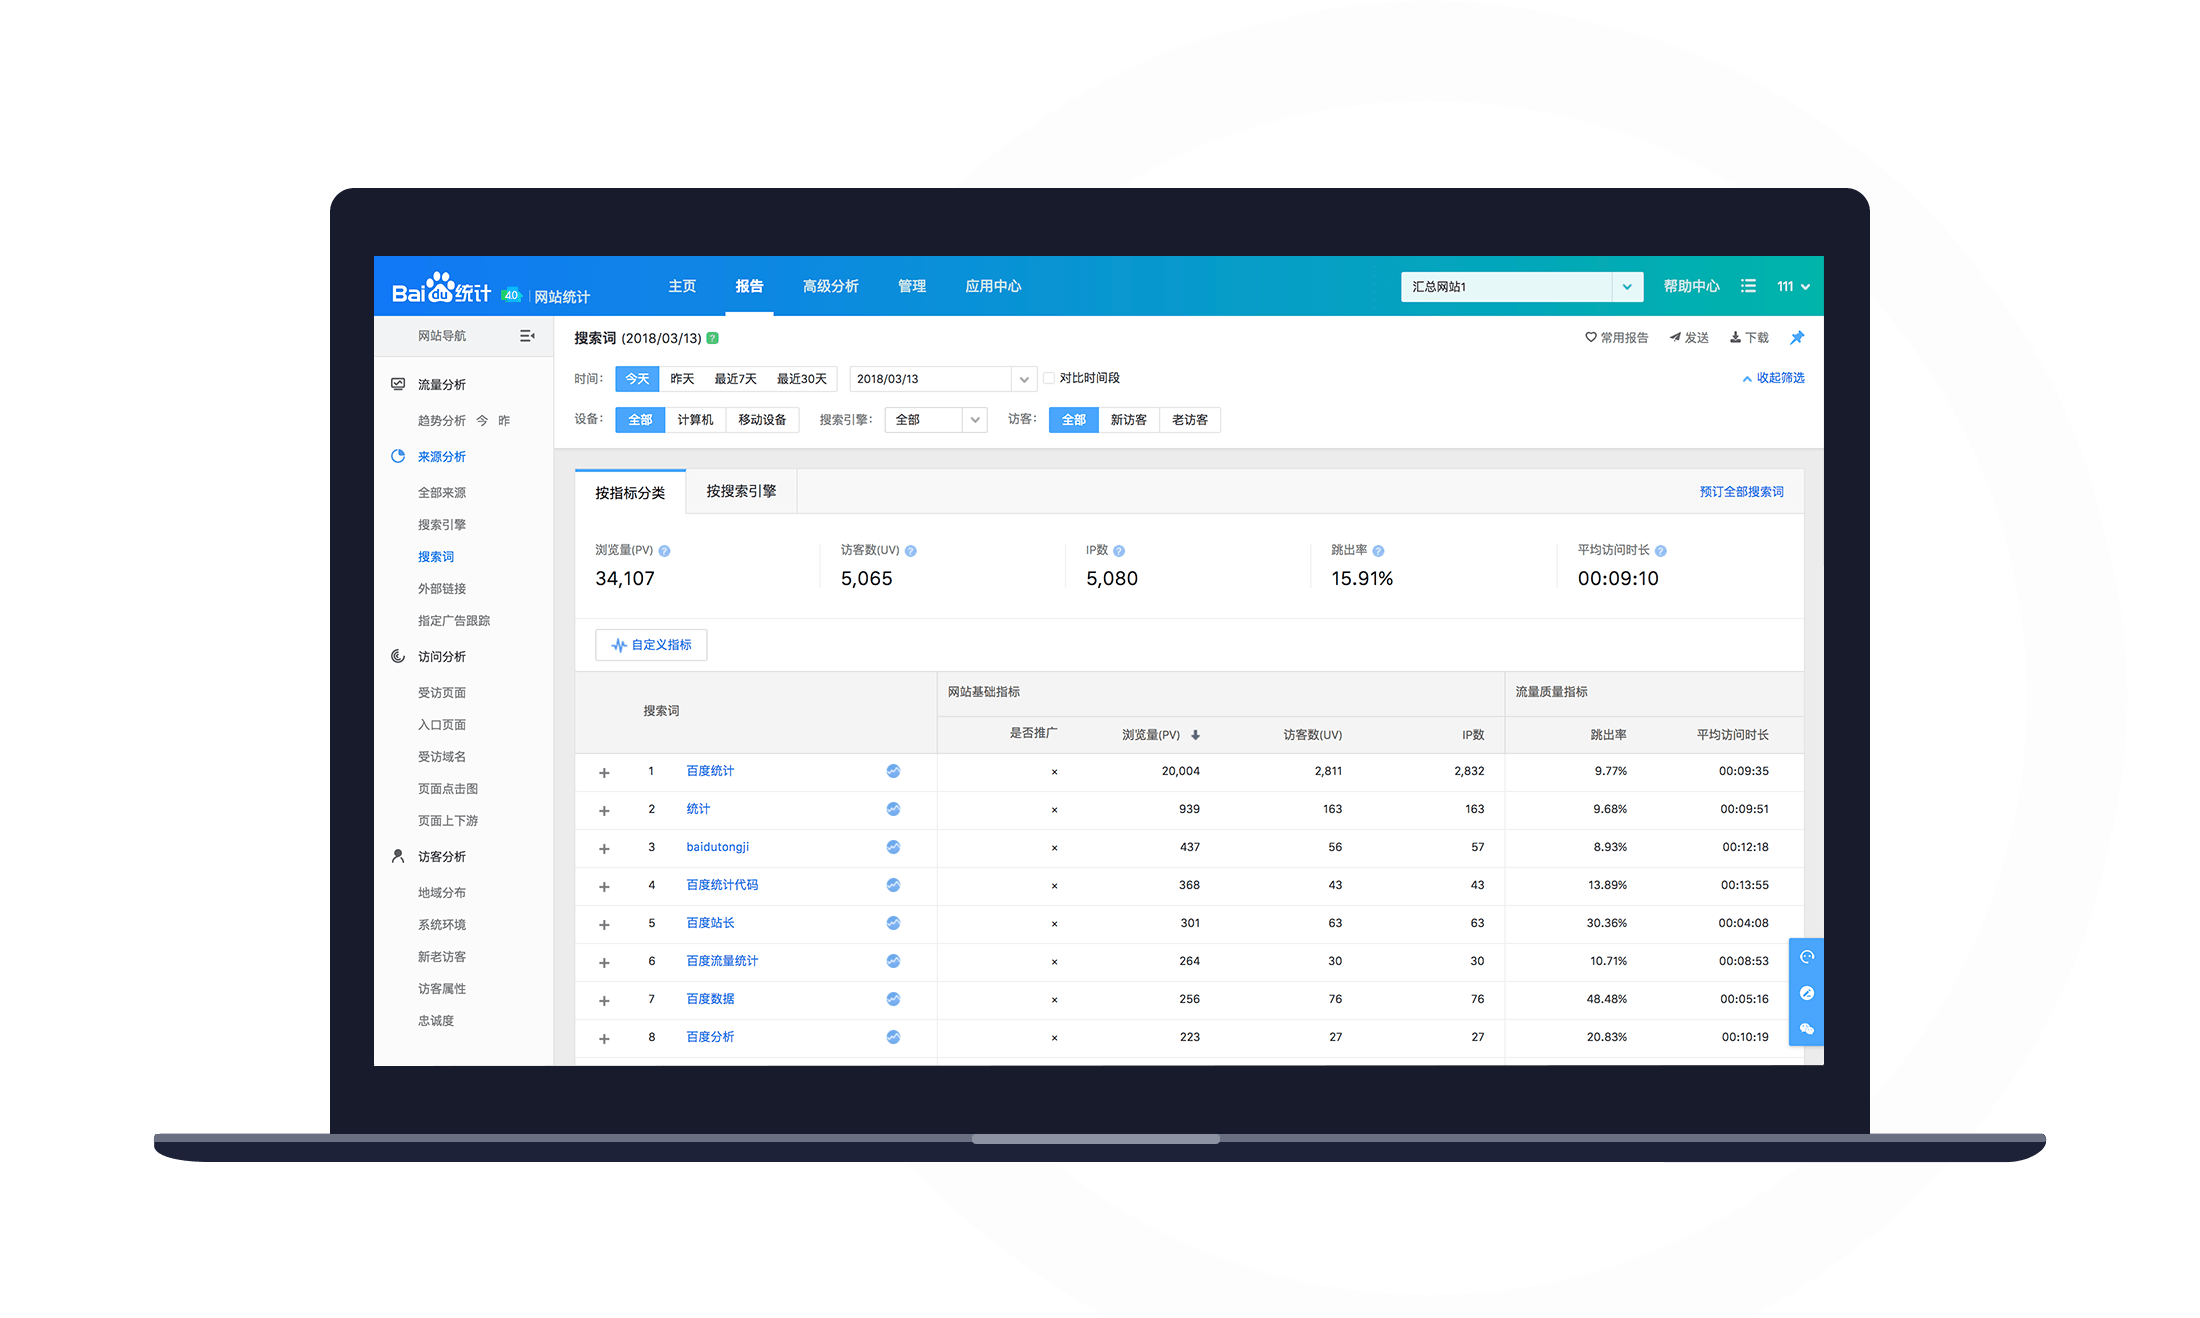 Baidu统计 40 | 网站统计 主页 报告 高级分析 管理 应用中心 汇总网站1 帮助中心 111
网站导航
流量分析
趋势分析 今 昨
来源分析
全部来源
搜索引擎
搜索词
外部链接
指定广告跟踪
访问分析
受访页面
入口页面
受访域名
页面点击图
页面上下游
访客分析
地域分布
系统环境
新老访客
访客属性
忠诚度
搜索词 (2018/03/13) ? 常用报告 发送 下载
时间： 今天 昨天 最近7天 最近30天 2018/03/13 对比时间段 收起筛选
设备： 全部 计算机 移动设备 搜索引擎： 全部 访客： 全部 新访客 老访客
按指标分类 按搜索引擎 预订全部搜索词
浏览量(PV) ? 访客数(UV) ? IP数 ? 跳出率 ? 平均访问时长 ?
34,107 5,065 5,080 15.91% 00:09:10
自定义指标
搜索词 网站基础指标 流量质量指标
是否推广 浏览量(PV) 访客数(UV) IP数 跳出率 平均访问时长
+ 1 百度统计 × 20,004 2,811 2,832 9.77% 00:09:35
+ 2 统计 × 939 163 163 9.68% 00:09:51
+ 3 baidutongji × 437 56 57 8.93% 00:12:18
+ 4 百度统计代码 × 368 43 43 13.89% 00:13:55
+ 5 百度站长 × 301 63 63 30.36% 00:04:08
+ 6 百度流量统计 × 264 30 30 10.71% 00:08:53
+ 7 百度数据 × 256 76 76 48.48% 00:05:16
+ 8 百度分析 × 223 27 27 20.83% 00:10:19